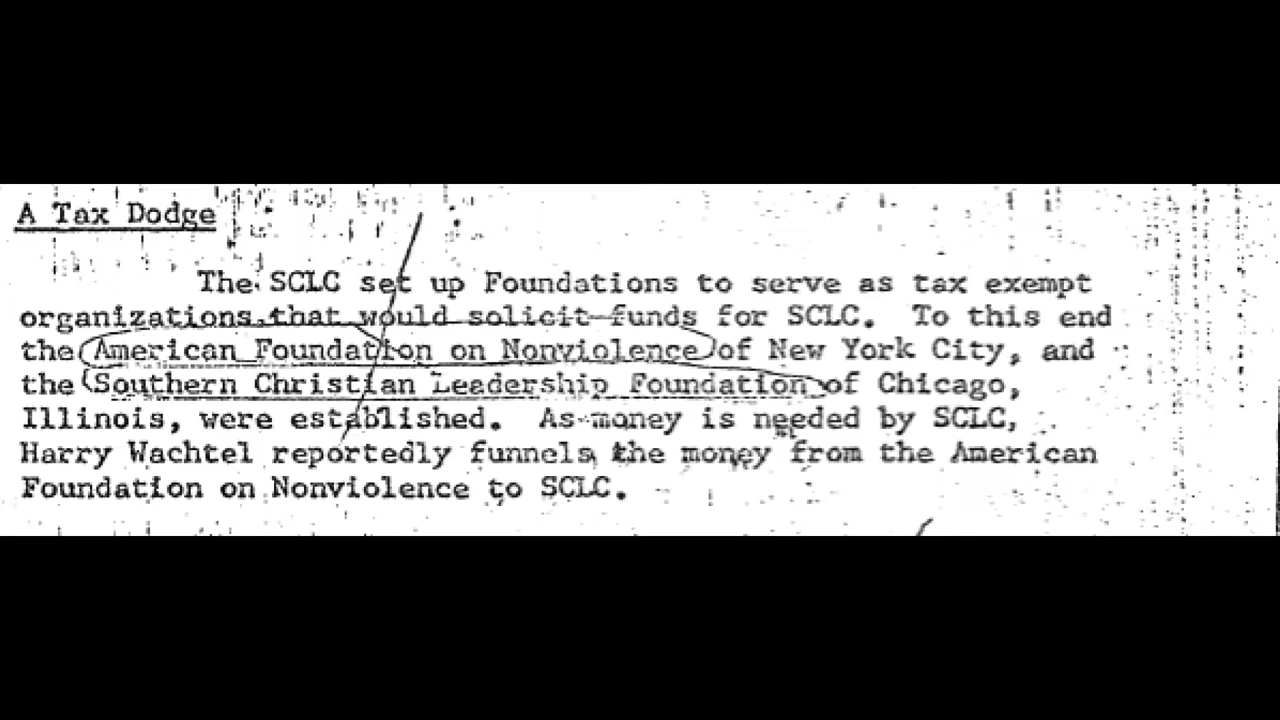 A Tax Dodge
The SCLC set up Foundations to serve as tax exempt
organizations that would solicit funds for SCLC. To this end
the American Foundation on Nonviolence of New York City, and
the Southern Christian Leadership Foundation of Chicago,
Illinois, were established. As money is needed by SCLC,
Harry Wachtel reportedly funnels the money from the American
Foundation on Nonviolence to SCLC.